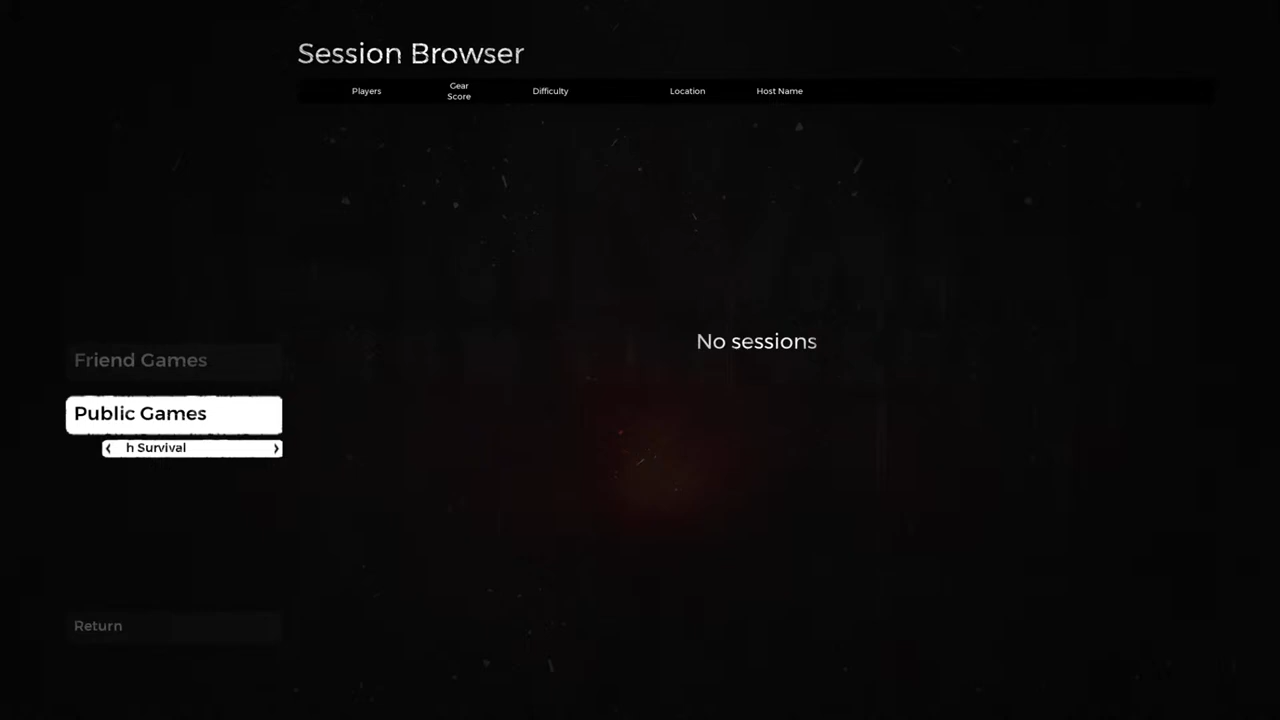 Session Browser
Players Gear Score Difficulty Location Host Name
No sessions
Friend Games
Public Games
h Survival
Return